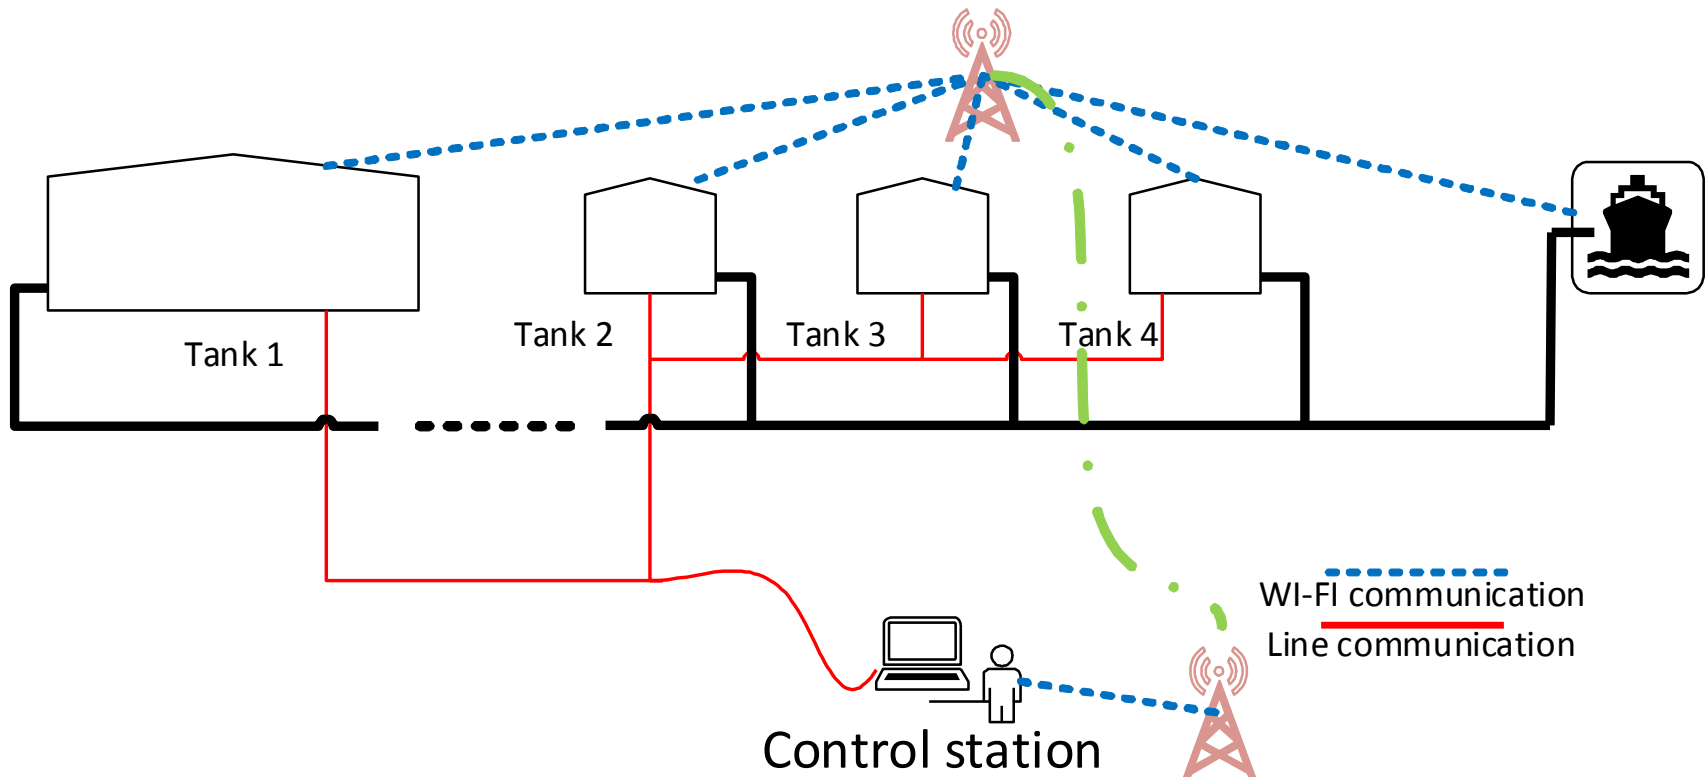 Tank 1
Tank 2
Tank 3
Tank 4
WI-FI communication
Line communication
Control station